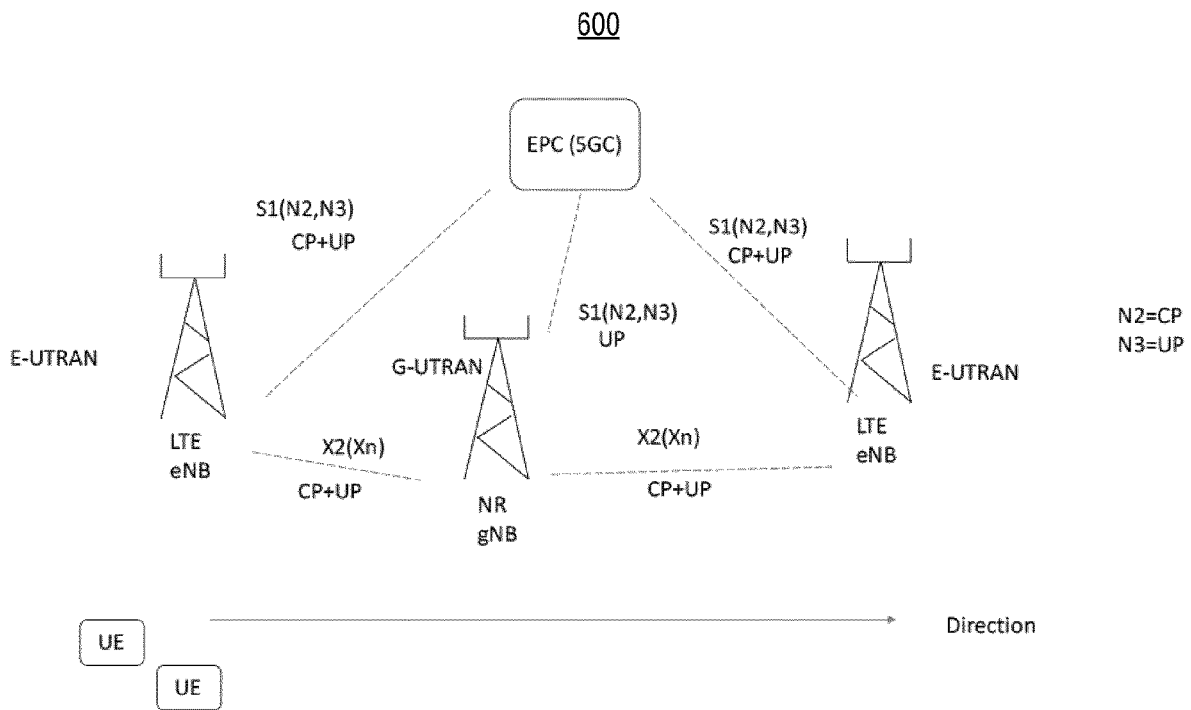 600
EPC (5GC)
S1(N2,N3)
CP+UP
S1(N2,N3)
CP+UP
S1(N2,N3)
UP
N2=CP
N3=UP
E-UTRAN
G-UTRAN
E-UTRAN
LTE
eNB
X2(Xn)
CP+UP
X2(Xn)
CP+UP
LTE
eNB
NR
gNB
UE
Direction
UE